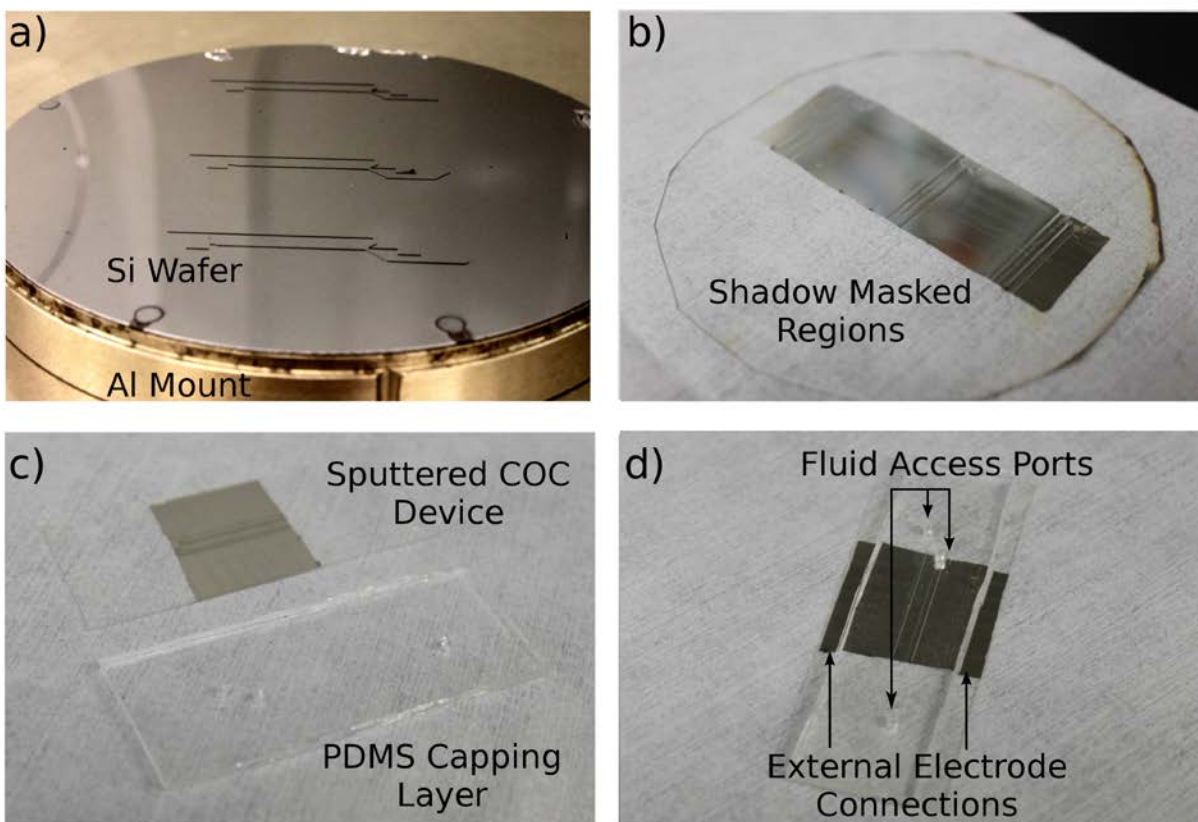 a)
Si Wafer
Al Mount
b)
Shadow Masked
Regions
c)
Sputtered COC
Device
PDMS Capping
Layer
d)
Fluid Access Ports
External Electrode
Connections